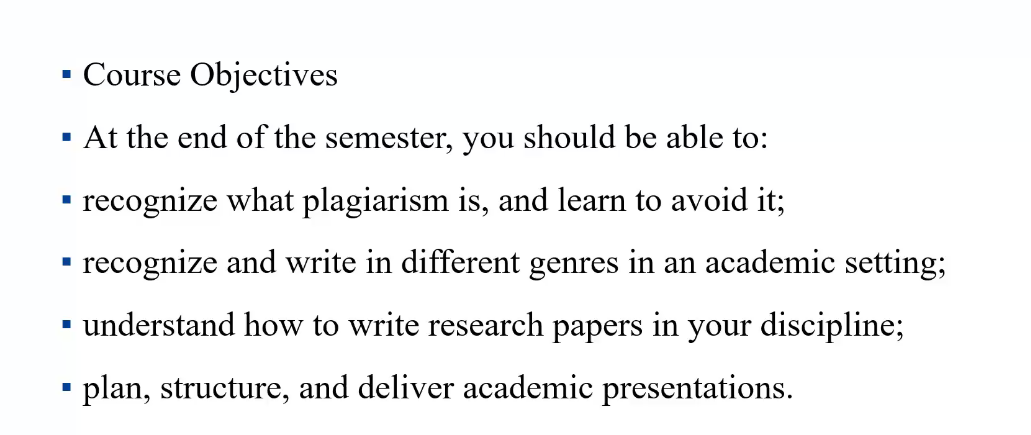 ▪ Course Objectives
▪ At the end of the semester, you should be able to:
▪ recognize what plagiarism is, and learn to avoid it;
▪ recognize and write in different genres in an academic setting;
▪ understand how to write research papers in your discipline;
▪ plan, structure, and deliver academic presentations.